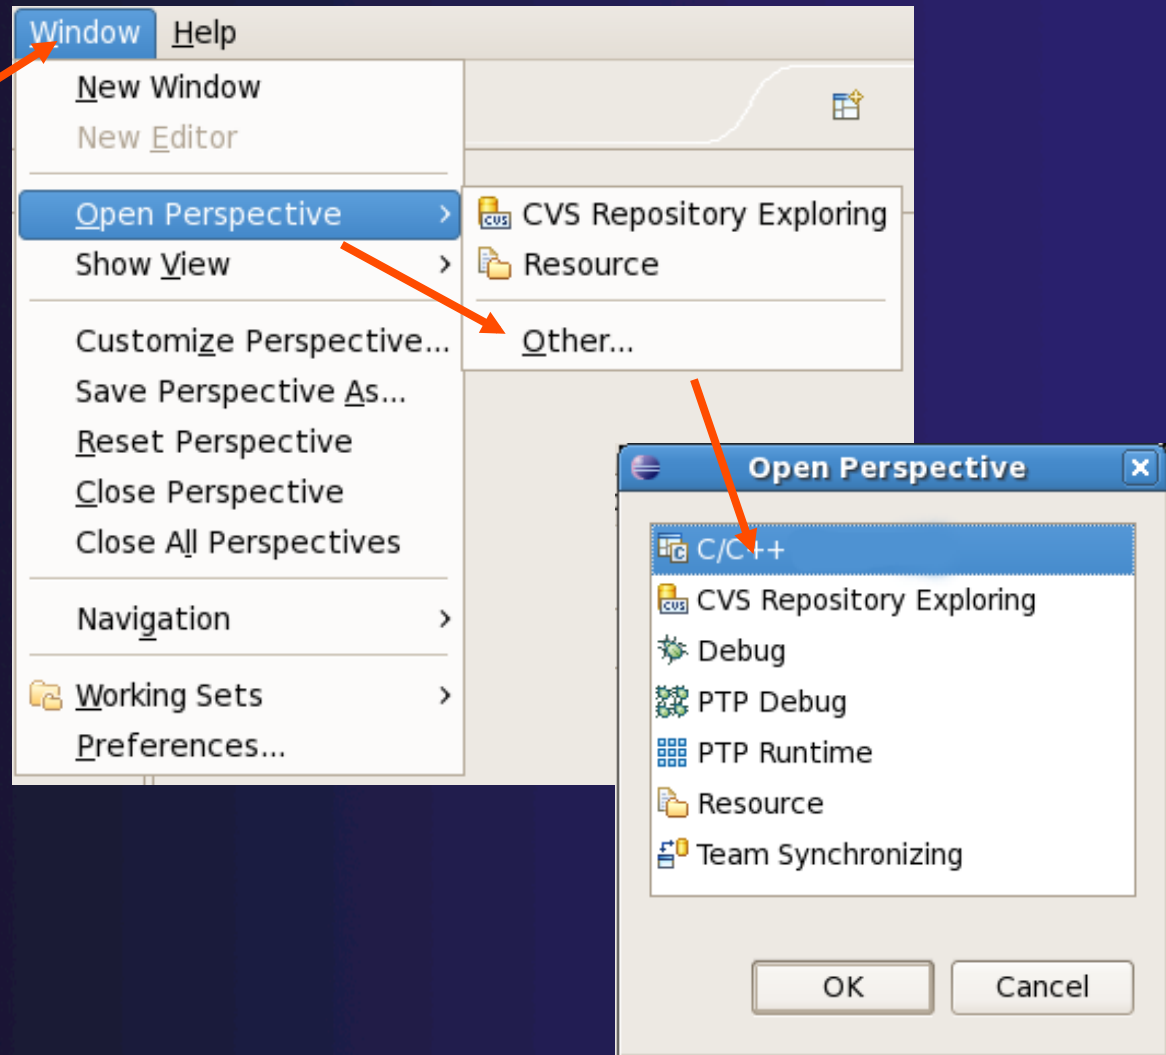 Window Help
New Window
New Editor
Open Perspective
CVS Repository Exploring
Show View
Resource
Customize Perspective...
Other...
Save Perspective As...
Reset Perspective
Close Perspective
Close All Perspectives
Navigation
Working Sets
Preferences...
Open Perspective
C/C++
CVS Repository Exploring
Debug
PTP Debug
PTP Runtime
Resource
Team Synchronizing
OK Cancel